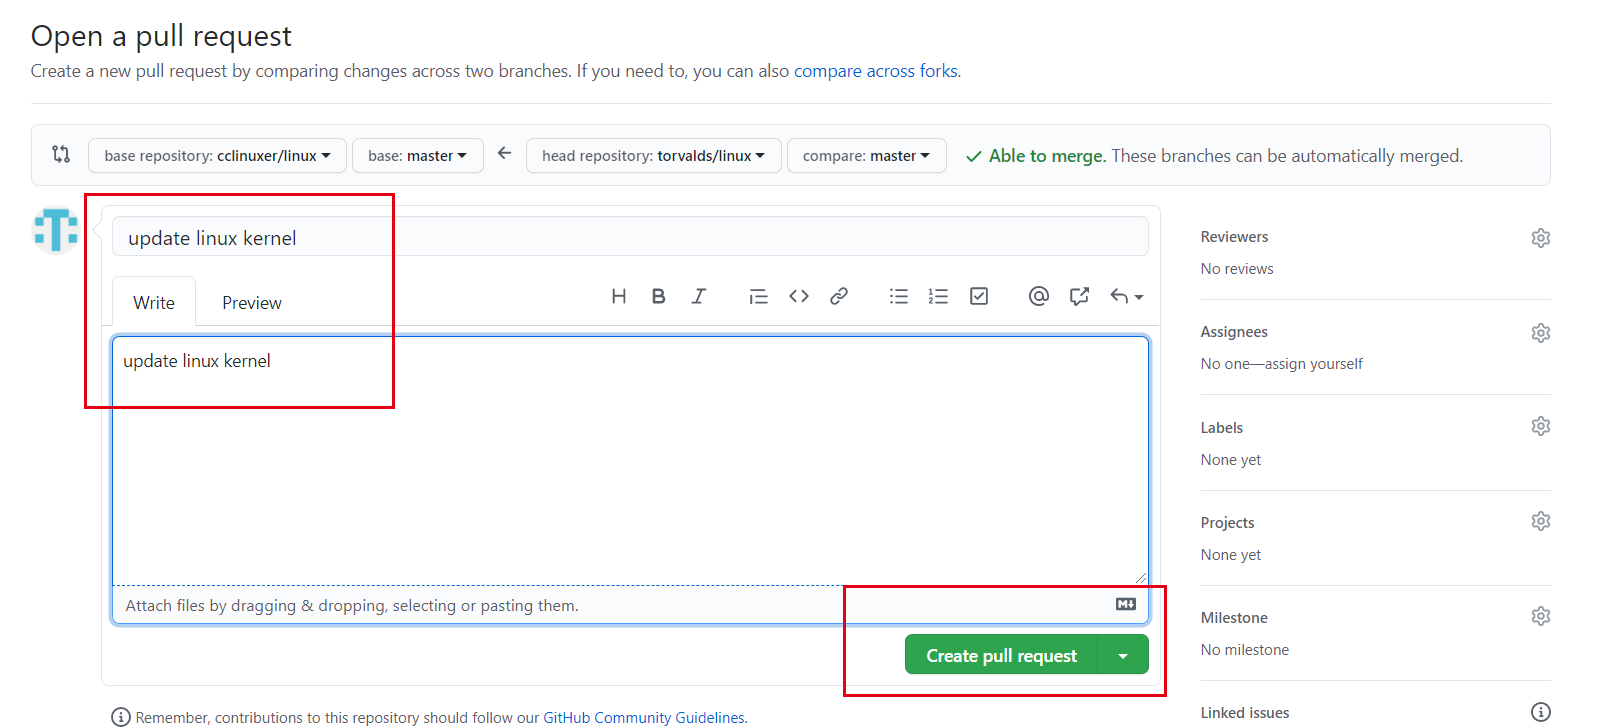 Open a pull request
Create a new pull request by comparing changes across two branches. If you need to, you can also compare across forks.
base repository: cclinuxer/linux base: master head repository: torvalds/linux compare: master Able to merge. These branches can be automatically merged.
update linux kernel
Write Preview
update linux kernel
Attach files by dragging & dropping, selecting or pasting them.
Create pull request
Remember, contributions to this repository should follow our GitHub Community Guidelines.
Reviewers
No reviews
Assignees
No one—assign yourself
Labels
None yet
Projects
None yet
Milestone
No milestone
Linked issues